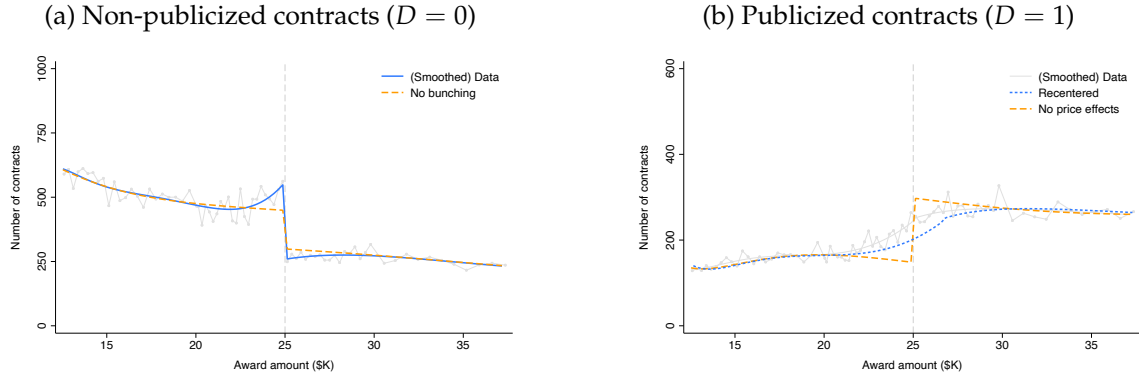 (a) Non-publicized contracts (D = 0)
(Smoothed) Data
No bunching
Number of contracts
0 250 500 750 1000
15 20 25 30 35
Award amount ($K)
(b) Publicized contracts (D = 1)
(Smoothed) Data
Recentered
No price effects
Number of contracts
0 200 400 600
15 20 25 30 35
Award amount ($K)